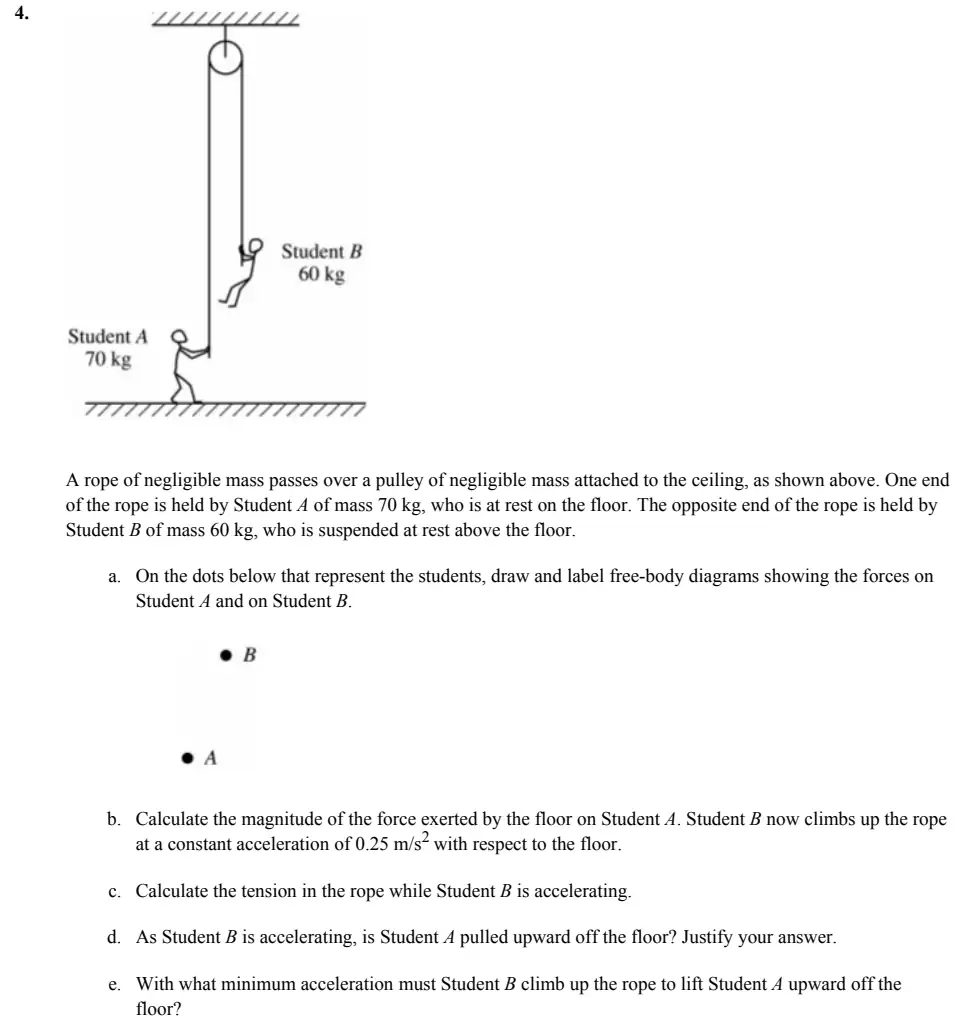 4.
Student B
60 kg
Student A
70 kg
A rope of negligible mass passes over a pulley of negligible mass attached to the ceiling, as shown above. One end
of the rope is held by Student A of mass 70 kg, who is at rest on the floor. The opposite end of the rope is held by
Student B of mass 60 kg, who is suspended at rest above the floor.
a. On the dots below that represent the students, draw and label free-body diagrams showing the forces on
Student A and on Student B.
B
A
b. Calculate the magnitude of the force exerted by the floor on Student A. Student B now climbs up the rope
at a constant acceleration of 0.25 m/s² with respect to the floor.
c. Calculate the tension in the rope while Student B is accelerating.
d. As Student B is accelerating, is Student A pulled upward off the floor? Justify your answer.
e. With what minimum acceleration must Student B climb up the rope to lift Student A upward off the
floor?